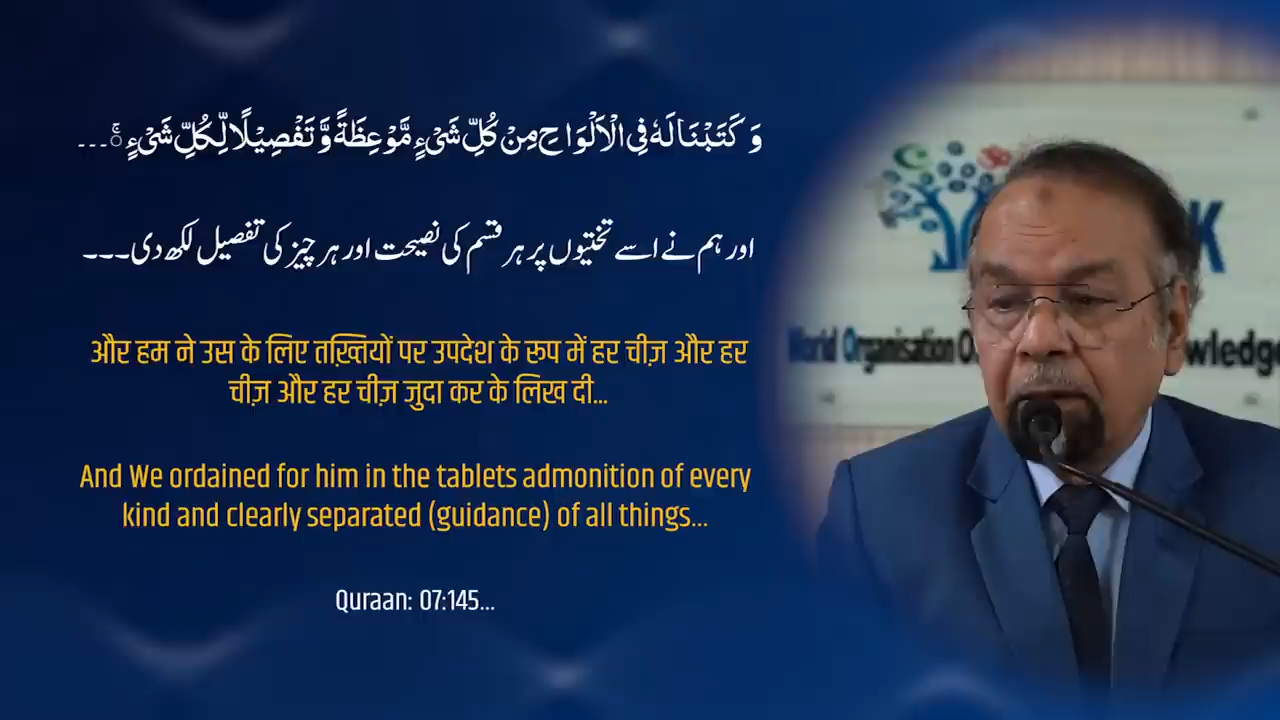 وَ كَتَبْنَا لَهٗ فِی الْاَلْوَاحِ مِنْ كُلِّ شَیْءٍ مَّوْعِظَةً وَّ تَفْصِیْلًا لِّكُلِّ شَیْءٍ ۚ...
اور ہم نے اسے تختیوں پر ہر قسم کی نصیحت اور ہر چیز کی تفصیل لکھ دی۔۔۔
और हम ने उस के लिए तख़्तियों पर उपदेश के रूप में हर चीज़ और हर
चीज़ और हर चीज़ जुदा कर के लिख दी...
And We ordained for him in the tablets admonition of every
kind and clearly separated (guidance) of all things...
Quraan: 07:145...
K
World Organisation O
wledge